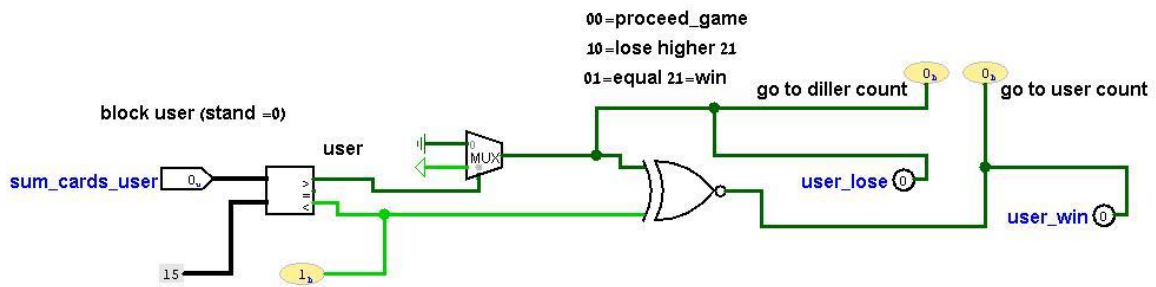 00=proceed_game
10=lose higher 21
01=equal 21=win
0h
0h
go to diller count
go to user count
block user (stand =0)
user
0
MUX
sum_cards_user
0u
>
=
<
user_lose
0
user_win
0
15
1h